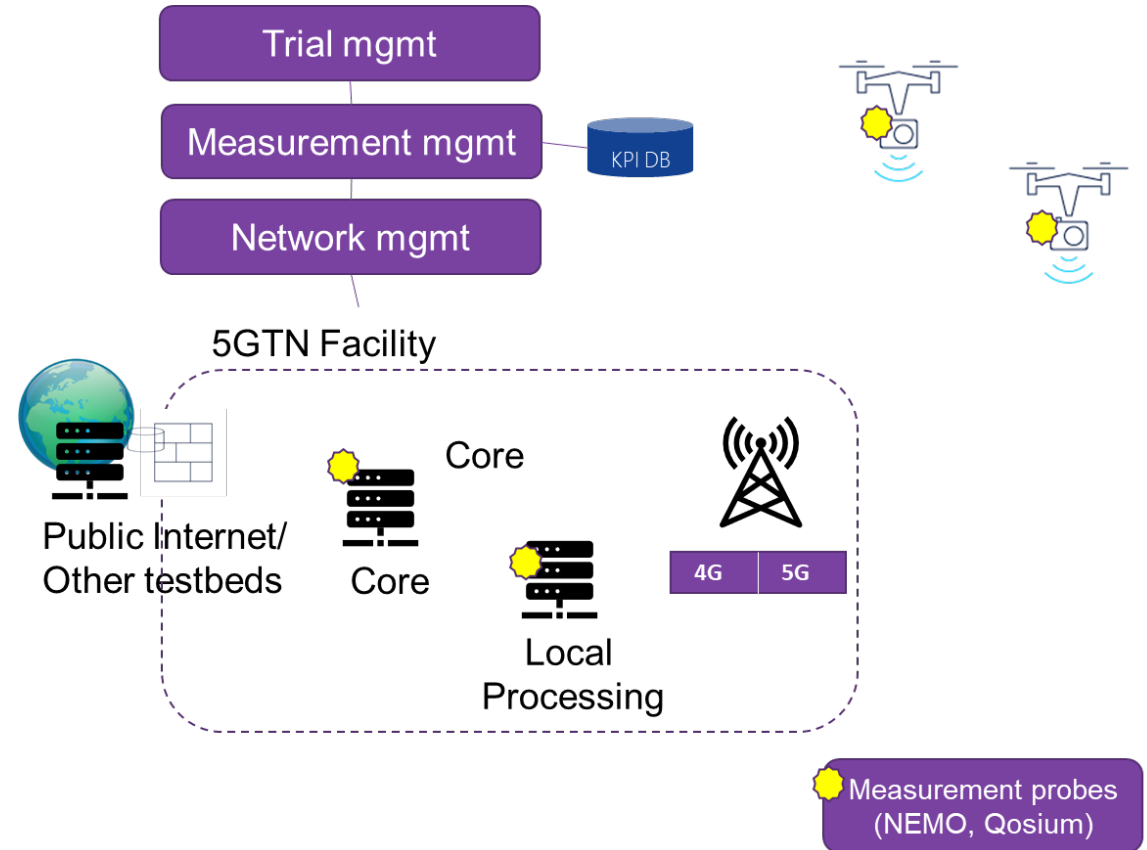 Trial mgmt
Measurement mgmt
KPI DB
Network mgmt
5GTN Facility
Core
Public Internet/
Other testbeds
Core
4G 5G
Local
Processing
Measurement probes
(NEMO, Qosium)